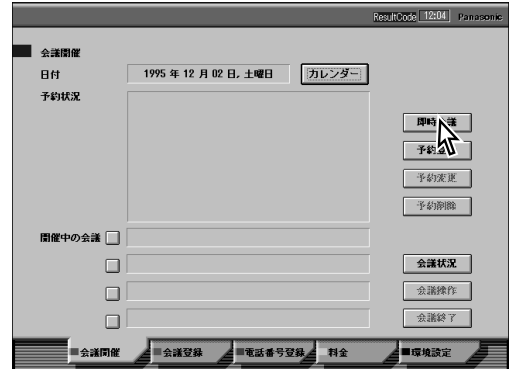 ResultCode 12:04 Panasonic
会議開催
日付 1995 年 12 月 02 日, 土曜日 カレンダー
予約状況
即時会議
予約登録
予約変更
予約削除
開催中の会議
会議状況
会議操作
会議終了
会議開催 会議登録 電話番号登録 料金 環境設定